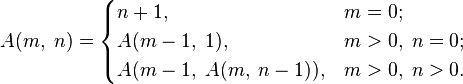 A(m, n) = { n + 1, m = 0;
A(m − 1, 1), m > 0, n = 0;
A(m − 1, A(m, n − 1)), m > 0, n > 0.